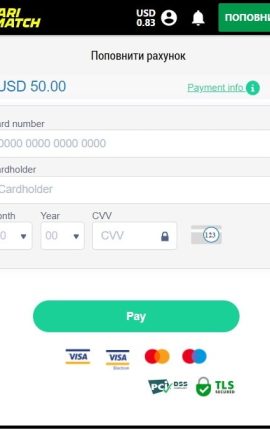 ARI
MATCH
USD
0.83
ПОПОВНИ
Поповнити рахунок
USD 50.00
Payment info i
ard number
0000 0000 0000 0000
ardholder
Cardholder
onth
Year
CVV
0
00
CVV
123
Pay
VISA
VISA
Electron
PCI DSS
TLS
SECURED